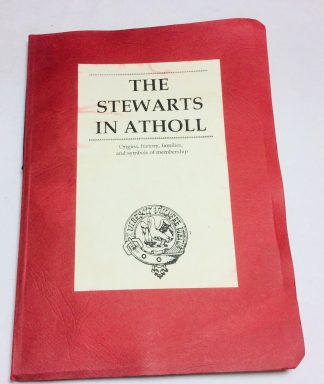 THE
STEWARTS
IN ATHOLL
Origins, history, families,
and symbols of membership